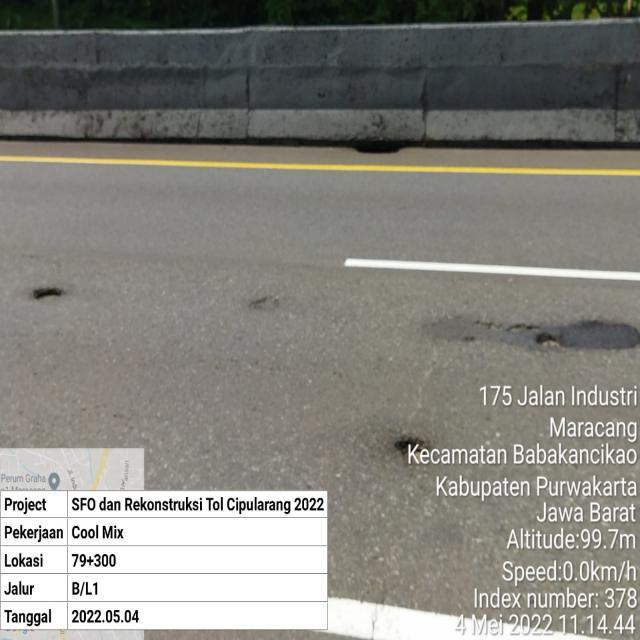 175 Jalan Industri
Maracang
Kecamatan Babakancikao
Kabupaten Purwakarta
Jawa Barat
Altitude:99.7m
Speed:0.0km/h
Index number: 378
4 Mei 2022 11.14.44
Perum Graha
Project SFO dan Rekonstruksi Tol Cipularang 2022
Pekerjaan Cool Mix
Lokasi 79+300
Jalur B/L1
Tanggal 2022.05.04